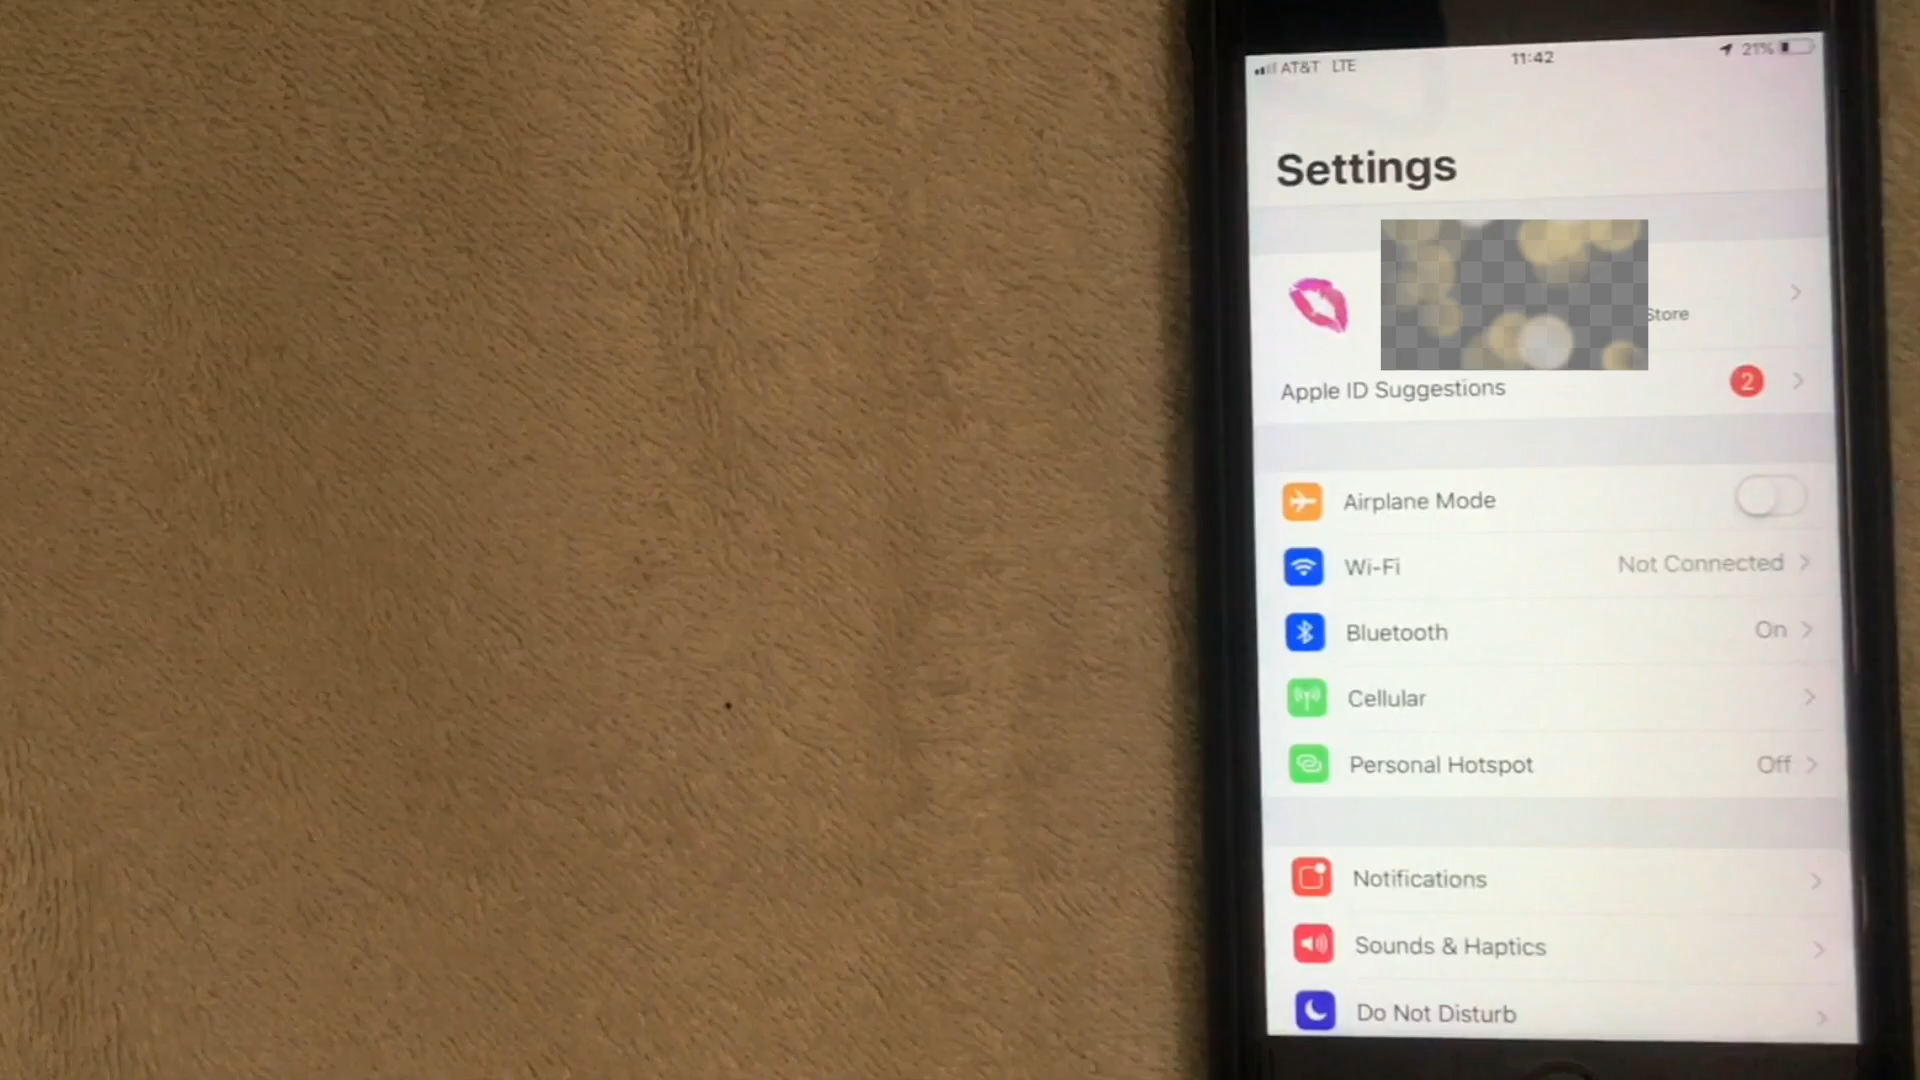 AT&T LTE 11:42 21%
Settings
Store
Apple ID Suggestions 2
Airplane Mode
Wi-Fi Not Connected
Bluetooth On
Cellular
Personal Hotspot Off
Notifications
Sounds & Haptics
Do Not Disturb